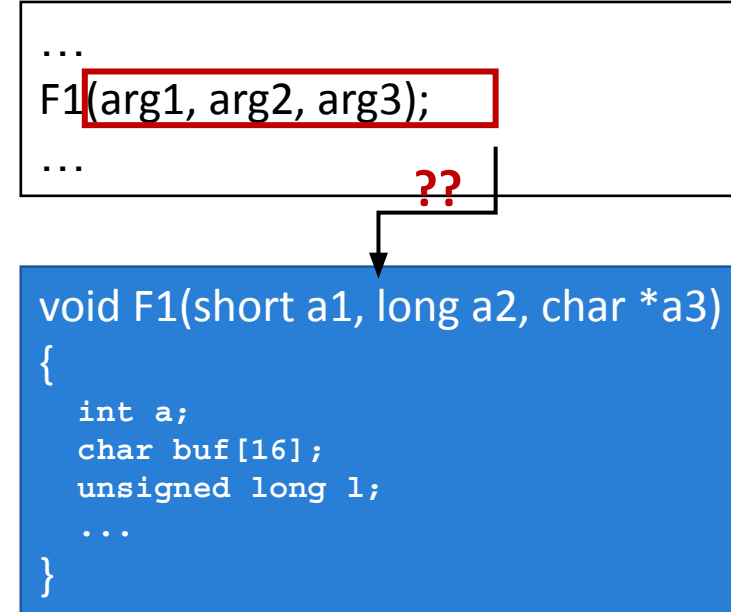 ...
F1(arg1, arg2, arg3);
...
??
void F1(short a1, long a2, char *a3)
{
int a;
char buf[16];
unsigned long l;
...
}